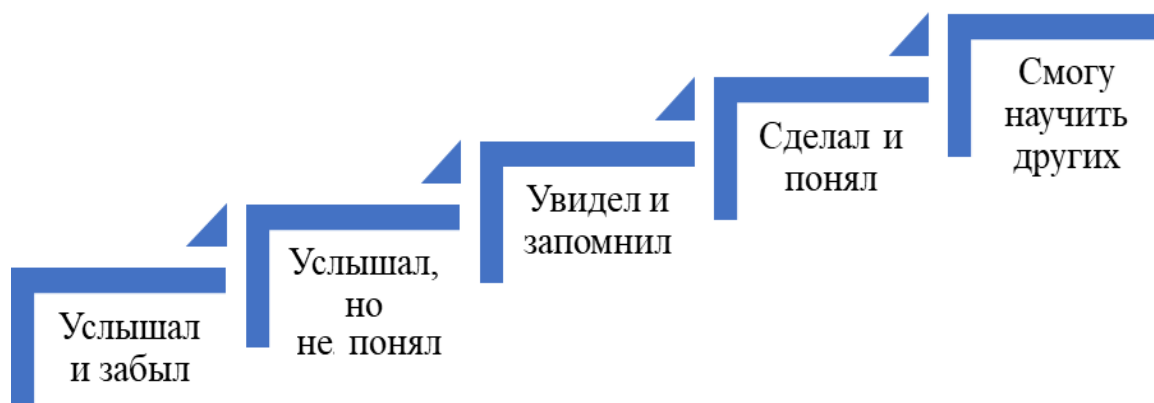 Услышал
и забыл
Услышал,
но
не понял
Увидел и
запомнил
Сделал и
понял
Смогу
научить
других